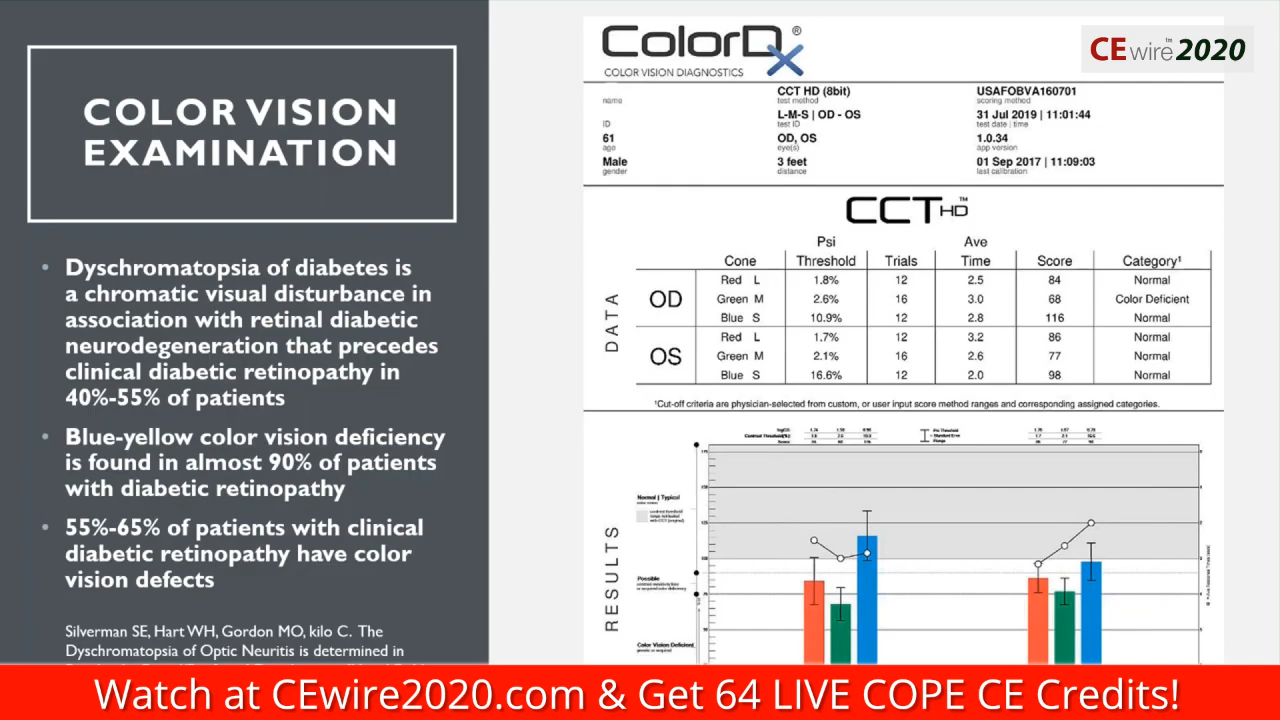 COLOR VISION
EXAMINATION
• Dyschromatopsia of diabetes is
a chromatic visual disturbance in
association with retinal diabetic
neurodegeneration that precedes
clinical diabetic retinopathy in
40%-55% of patients
• Blue-yellow color vision deficiency
is found in almost 90% of patients
with diabetic retinopathy
• 55%-65% of patients with clinical
diabetic retinopathy have color
vision defects
Silverman SE, Hart WH, Gordon MO, kilo C. The
Dyschromatopsia of Optic Neuritis is determined in
ColorDx®
COLOR VISION DIAGNOSTICS
CEwire™2020
CCT HD (8bit) USAFOBVA160701
name test method scoring method
L-M-S | OD - OS 31 Jul 2019 | 11:01:44
ID test ID test date | time
61 OD, OS 1.0.34
age eye(s) app version
Male 3 feet 01 Sep 2017 | 11:09:03
gender distance last calibration
CCT HD™
Psi Ave
Cone Threshold Trials Time Score Category¹
DATA
OD
Red L 1.8% 12 2.5 84 Normal
Green M 2.6% 16 3.0 68 Color Deficient
Blue S 10.9% 12 2.8 116 Normal
OS
Red L 1.7% 12 3.2 86 Normal
Green M 2.1% 16 2.6 77 Normal
Blue S 16.6% 12 2.0 98 Normal
¹Cut-off criteria are physician-selected from custom, or user input score method ranges and corresponding assigned categories.
RESULTS
Normal | Typical
Possible
Color Vision Deficient
Watch at CEwire2020.com & Get 64 LIVE COPE CE Credits!